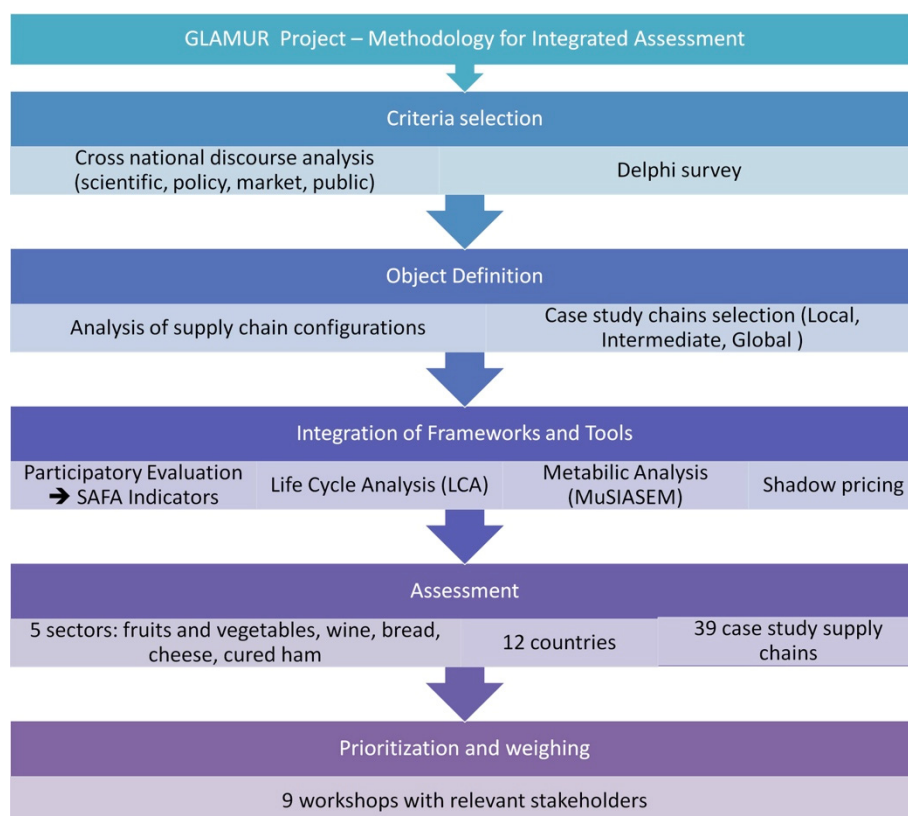 GLAMUR Project – Methodology for Integrated Assessment
Criteria selection
Cross national discourse analysis
(scientific, policy, market, public)
Delphi survey
Object Definition
Analysis of supply chain configurations
Case study chains selection (Local,
Intermediate, Global )
Integration of Frameworks and Tools
Participatory Evaluation
➔ SAFA Indicators
Life Cycle Analysis (LCA)
Metabilic Analysis
(MuSIASEM)
Shadow pricing
Assessment
5 sectors: fruits and vegetables, wine, bread,
cheese, cured ham
12 countries
39 case study supply
chains
Prioritization and weighing
9 workshops with relevant stakeholders